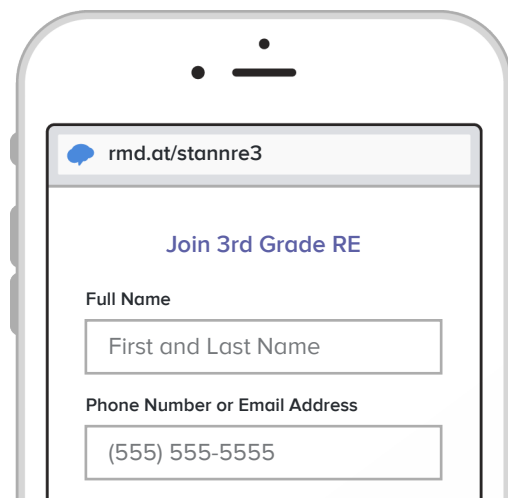 rmd.at/stannre3
Join 3rd Grade RE
Full Name
First and Last Name
Phone Number or Email Address
(555) 555-5555